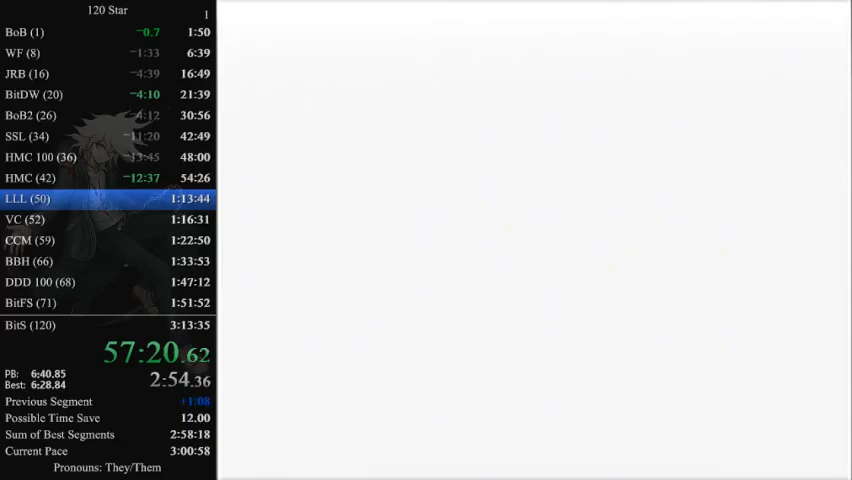 120 Star
1
BoB (1) −0.7 1:50
WF (8) −1:33 6:39
JRB (16) −4:39 16:49
BitDW (20) −4:10 21:39
BoB2 (26) −4:12 30:56
SSL (34) −11:20 42:49
HMC 100 (36) −13:45 48:00
HMC (42) −12:37 54:26
LLL (50) 1:13:44
VC (52) 1:16:31
CCM (59) 1:22:50
BBH (66) 1:33:53
DDD 100 (68) 1:47:12
BitFS (71) 1:51:52
BitS (120) 3:13:35
57:20.62
PB: 6:40.85
Best: 6:28.84
2:54.36
Previous Segment +1:08
Possible Time Save 12.00
Sum of Best Segments 2:58:18
Current Pace 3:00:58
Pronouns: They/Them